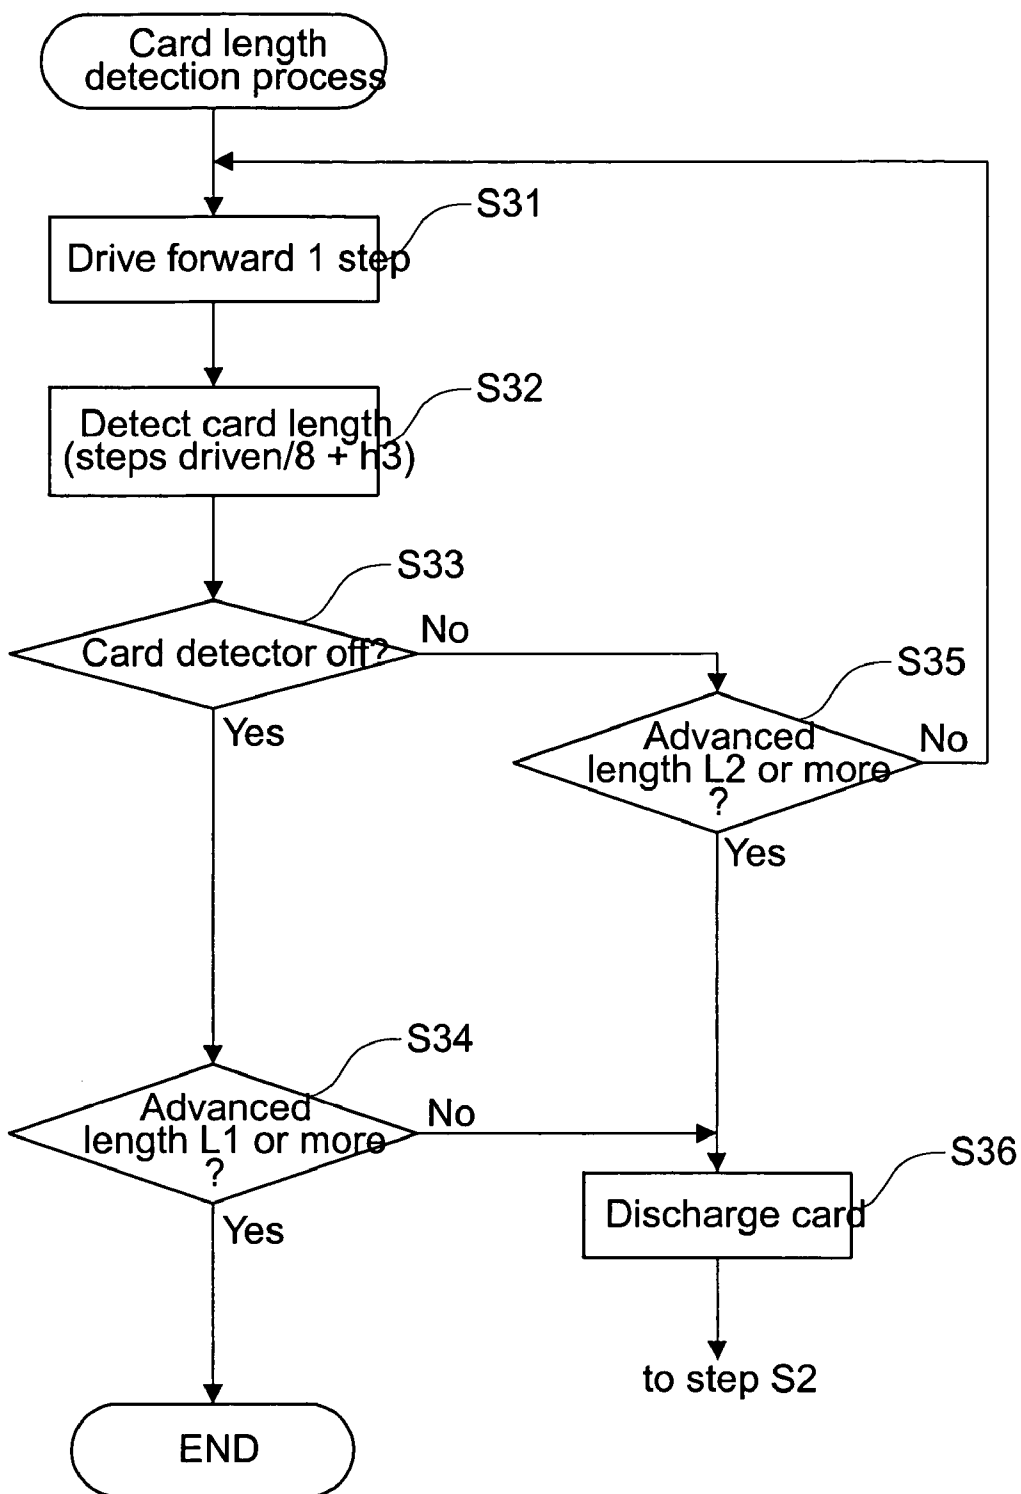 Card length
detection process
S31
Drive forward 1 step
S32
Detect card length
(steps driven/8 + h3)
S33
Card detector off?
No
Yes
S35
Advanced
length L2 or more
?
No
Yes
S34
Advanced
length L1 or more
?
No
Yes
S36
Discharge card
to step S2
END